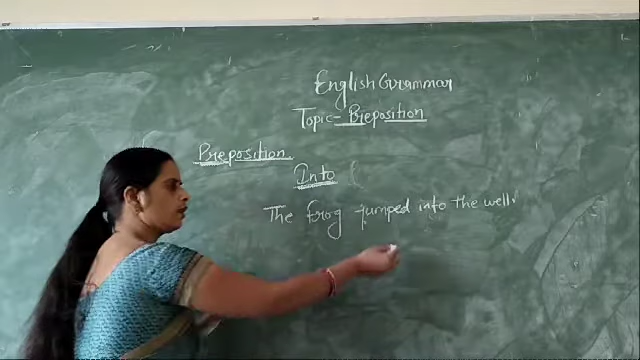 English Grammar
Topic- Preposition
Preposition.
Into
The frog jumped into the well.